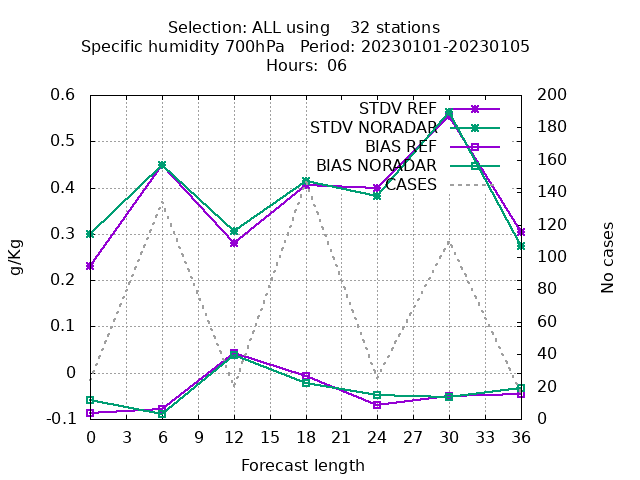 Selection: ALL using    32 stations
Specific humidity 700hPa   Period: 20230101-20230105
Hours: 06
0.6
0.5
0.4
0.3
0.2
0.1
0
-0.1
g/Kg
STDV REF
STDV NORADAR
BIAS REF
BIAS NORADAR
CASES
200
180
160
140
120
100
80
60
40
20
0
No cases
0 3 6 9 12 15 18 21 24 27 30 33 36
Forecast length